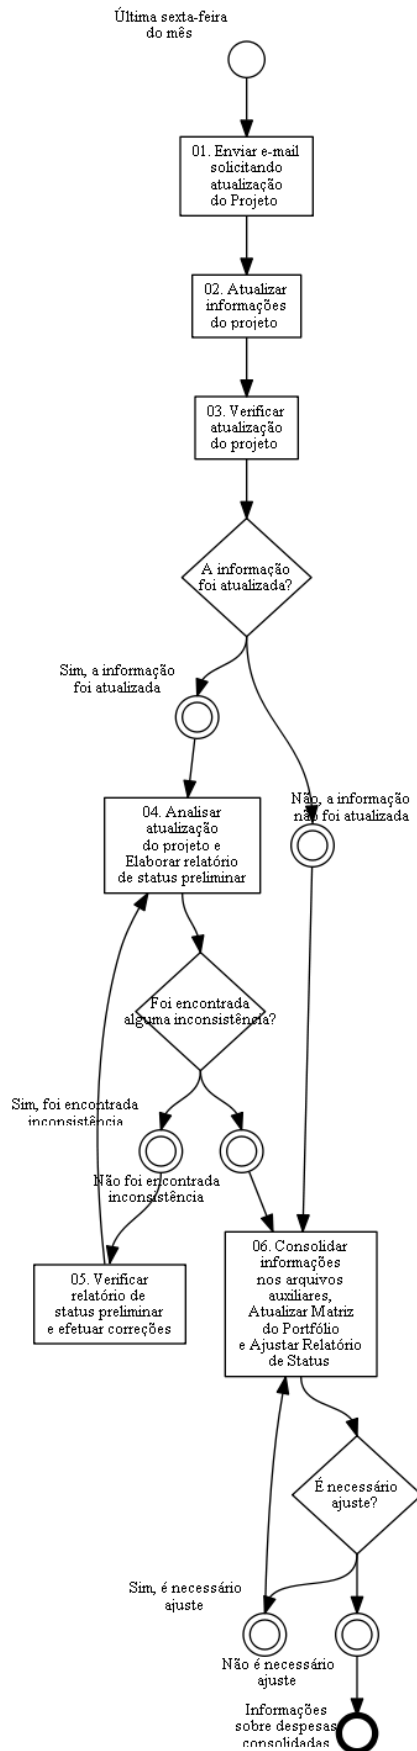 Última sexta-feira
do mês
01. Enviar e-mail
solicitando
atualização
do Projeto
02. Atualizar
informações
do projeto
03. Verificar
atualização
do projeto
A informação
foi atualizada?
Sim, a informação
foi atualizada
Não, a informação
não foi atualizada
04. Analisar
atualização
do projeto e
Elaborar relatório
de status preliminar
Foi encontrada
alguma inconsistência?
Sim, foi encontrada
inconsistência
Não foi encontrada
inconsistência
05. Verificar
relatório de
status preliminar
e efetuar correções
06. Consolidar
informações
nos arquivos
auxiliares,
Atualizar Matriz
do Portfólio
e Ajustar Relatório
de Status
É necessário
ajuste?
Sim, é necessário
ajuste
Não é necessário
ajuste
Informações
sobre despesas
consolidadas